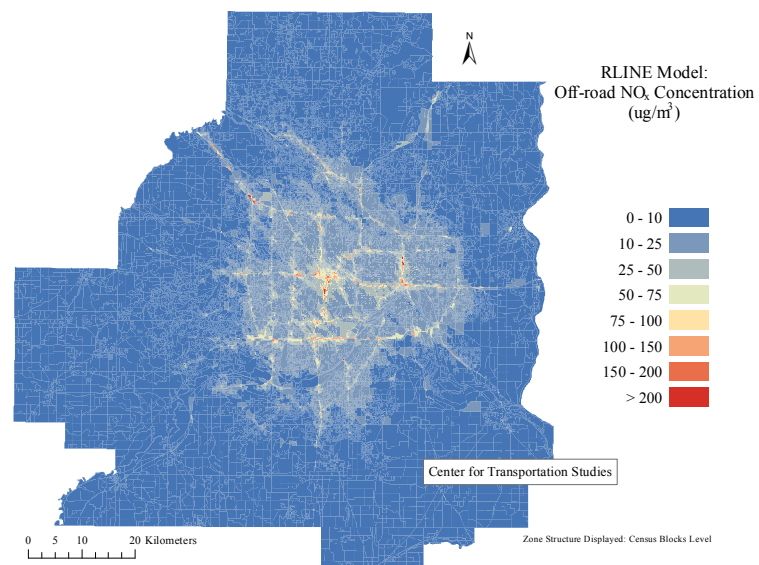 N
RLINE Model:
Off-road NOx Concentration
(ug/m³)
0 - 10
10 - 25
25 - 50
50 - 75
75 - 100
100 - 150
150 - 200
> 200
Center for Transportation Studies
0 5 10 20 Kilometers
Zone Structure Displayed: Census Blocks Level